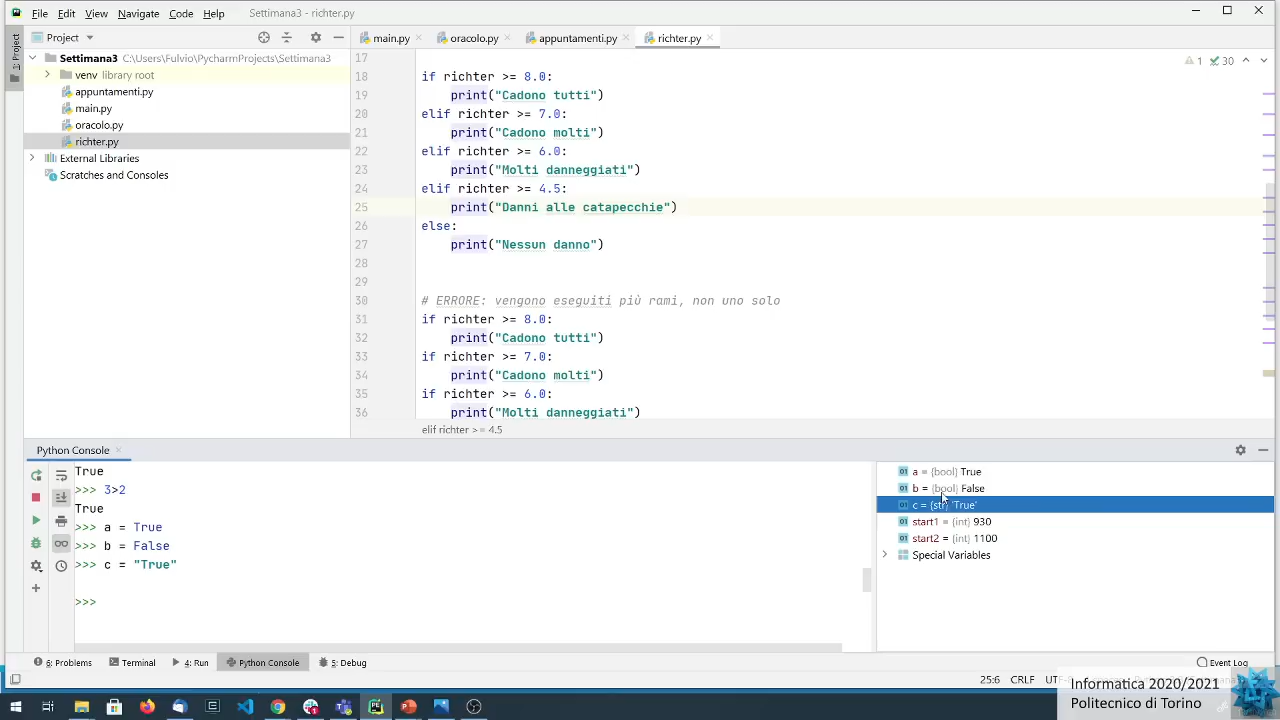 File Edit View Navigate Code Help Settimana3 - richter.py
Project
main.py oracolo.py appuntamenti.py richter.py
Project
Settimana3 C:\Users\Fulvio\PycharmProjects\Settimana3
venv library root
appuntamenti.py
main.py
oracolo.py
richter.py
External Libraries
Scratches and Consoles
1 30
17
18 if richter >= 8.0:
19 print("Cadono tutti")
20 elif richter >= 7.0:
21 print("Cadono molti")
22 elif richter >= 6.0:
23 print("Molti danneggiati")
24 elif richter >= 4.5:
25 print("Danni alle catapecchie")
26 else:
27 print("Nessun danno")
28
29
30 # ERRORE: vengono eseguiti più rami, non uno solo
31 if richter >= 8.0:
32 print("Cadono tutti")
33 if richter >= 7.0:
34 print("Cadono molti")
35 if richter >= 6.0:
36 print("Molti danneggiati")
elif richter >= 4.5
Python Console
True
>>> 3>2
True
>>> a = True
>>> b = False
>>> c = "True"
>>>
a = {bool} True
b = {bool} False
c = {str} 'True'
start1 = {int} 930
start2 = {int} 1100
Special Variables
6: Problems Terminal 4: Run Python Console 5: Debug Event Log
25:6 CRLF
Informatica 2020/2021
Politecnico di Torino